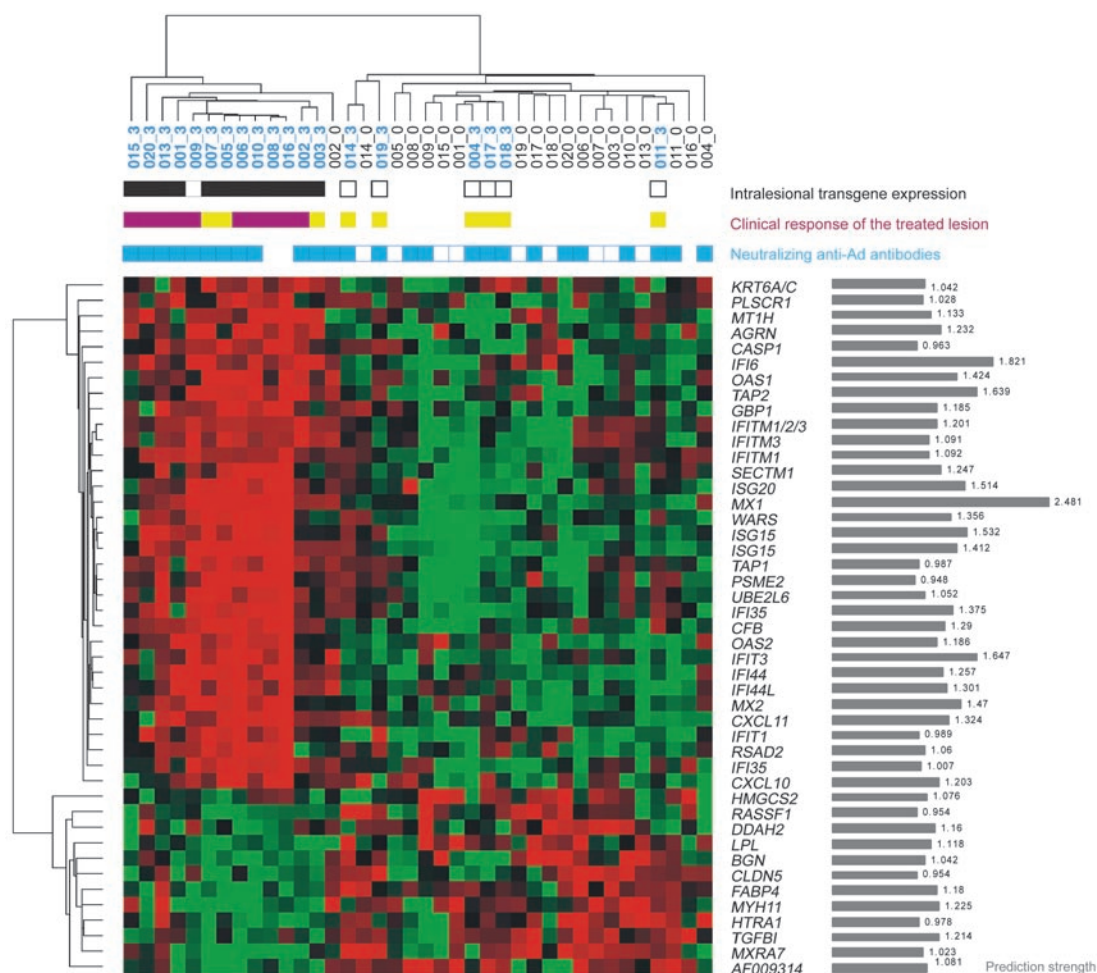 015_3 020_3 013_3 001_3 009_3 007_3 005_3 006_3 010_3 008_3 016_3 002_3 003_3 002_0 014_3 014_0 019_3 005_0 008_0 009_0 015_0 001_0 004_3 017_3 018_3 019_0 017_0 018_0 020_0 006_0 007_0 003_0 010_0 013_0 011_3 011_0 016_0 004_0
Intralesional transgene expression
Clinical response of the treated lesion
Neutralizing anti-Ad antibodies
KRT6A/C 1.042
PLSCR1 1.028
MT1H 1.133
AGRN 1.232
CASP1 0.963
IFI6 1.821
OAS1 1.424
TAP2 1.639
GBP1 1.185
IFITM1/2/3 1.201
IFITM3 1.091
IFITM1 1.092
SECTM1 1.247
ISG20 1.514
MX1 2.481
WARS 1.356
ISG15 1.532
ISG15 1.412
TAP1 0.987
PSME2 0.948
UBE2L6 1.052
IFI35 1.375
CFB 1.29
OAS2 1.186
IFIT3 1.647
IFI44 1.257
IFI44L 1.301
MX2 1.47
CXCL11 1.324
IFIT1 0.989
RSAD2 1.06
IFI35 1.007
CXCL10 1.203
HMGCS2 1.076
RASSF1 0.954
DDAH2 1.16
LPL 1.118
BGN 1.042
CLDN5 0.954
FABP4 1.18
MYH11 1.225
HTRA1 0.978
TGFBI 1.214
MXRA7 1.023
AF009314 1.081
Prediction strength